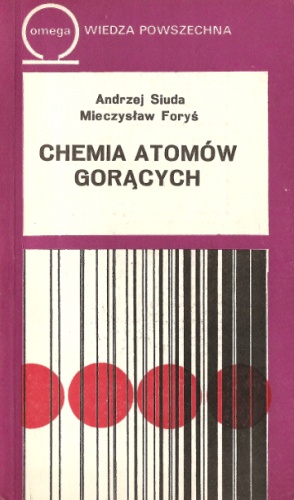 omega WIEDZA POWSZECHNA
Andrzej Siuda
Mieczysław Foryś
CHEMIA ATOMÓW
GORĄCYCH